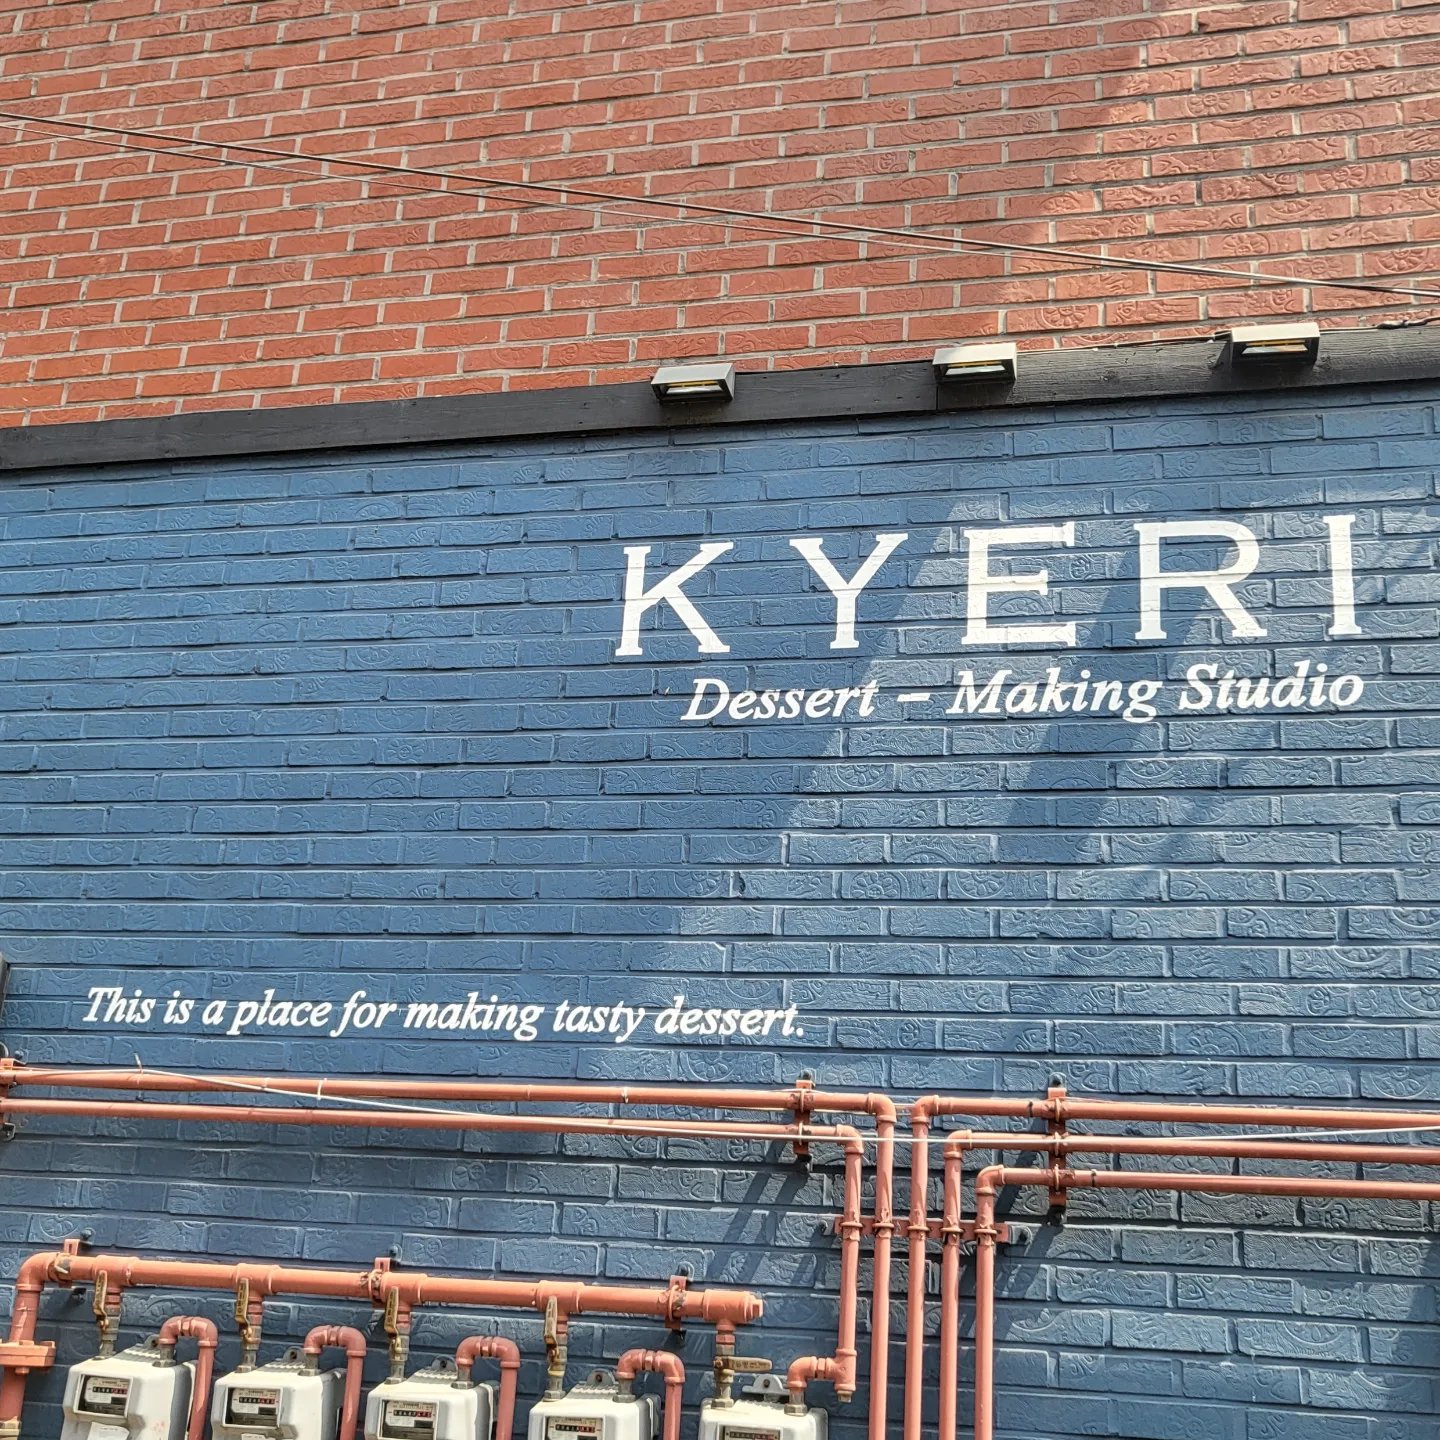 KYERI
Dessert – Making Studio
This is a place for making tasty dessert.